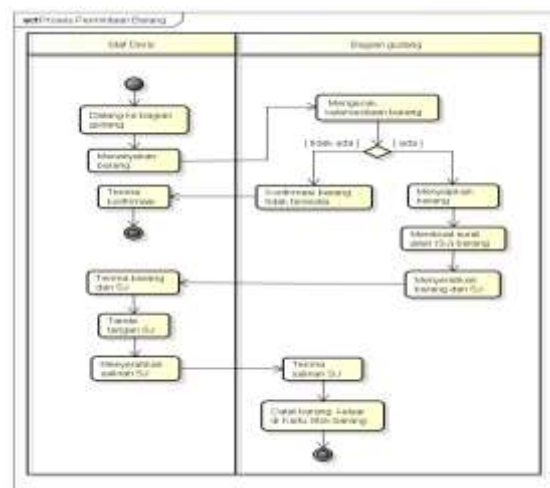 act Proses Permintaan Barang
Staf Divisi
Bagian gudang
Datang ke bagian
gudang
Menanyakan
barang
Mengecek
ketersediaan barang
[ tidak ada ]
[ ada ]
Terima
konfirmasi
Konfirmasi barang
tidak tersedia
Menyiapkan
barang
Membuat surat
jalan (SJ) barang
Menyerahkan
barang dan SJ
Terima barang
dan SJ
Tanda
tangan SJ
Menyerahkan
salinan SJ
Terima
salinan SJ
Catat barang keluar
di Kartu Stok barang